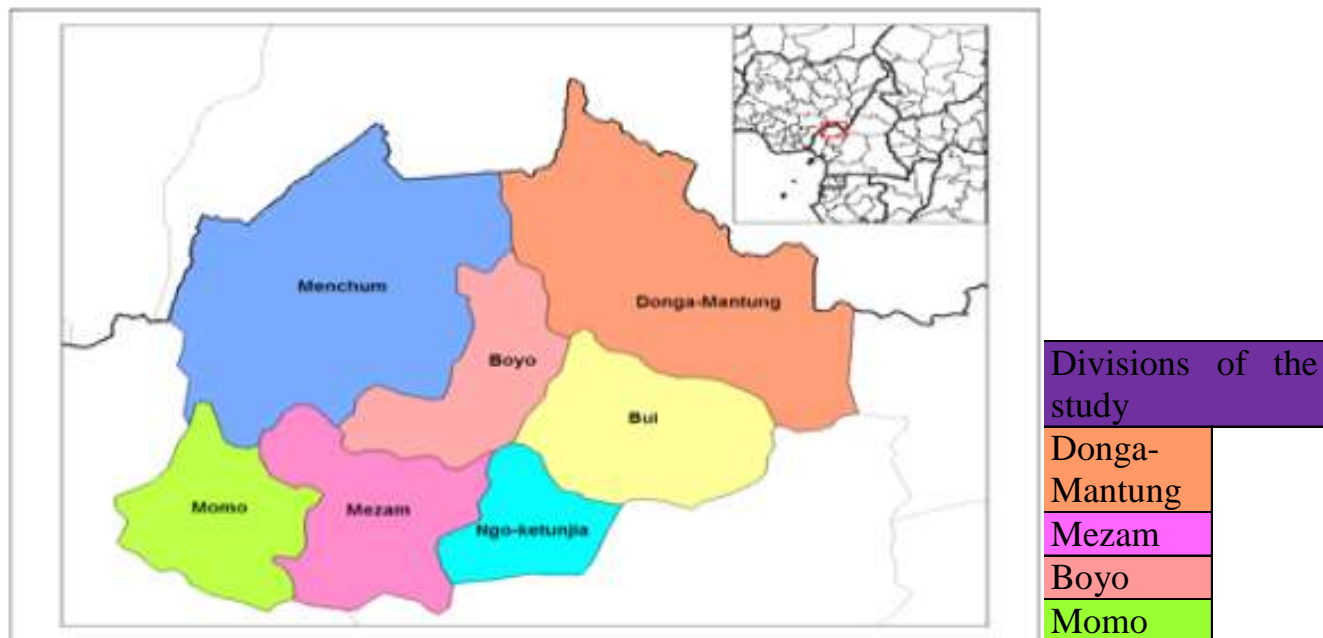 Menchum
Donga-Mantung
Boyo
Bui
Momo
Mezam
Ngo-ketunjia
Divisions of the
study
Donga-
Mantung
Mezam
Boyo
Momo